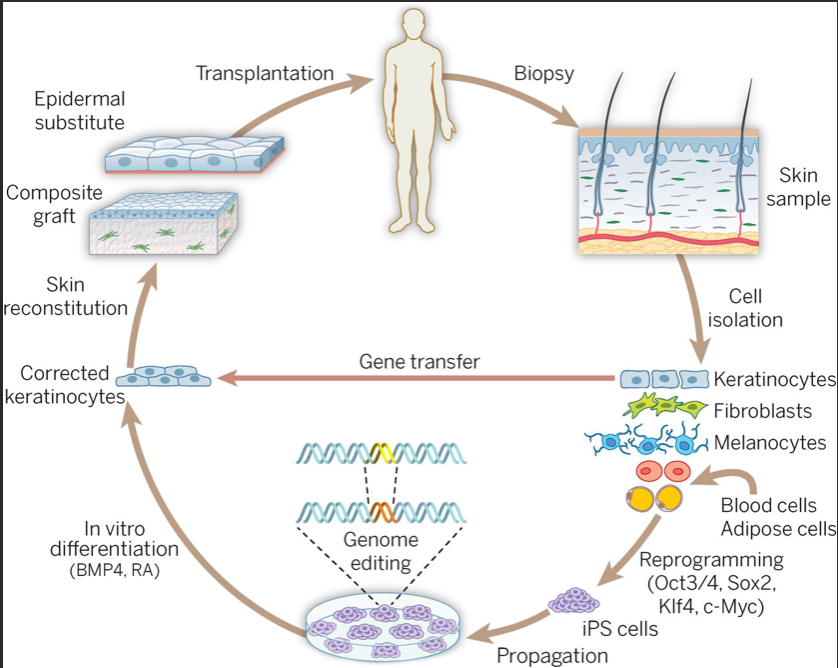 Transplantation
Biopsy
Epidermal
substitute
Composite
graft
Skin
sample
Skin
reconstitution
Cell
isolation
Gene transfer
Corrected
keratinocytes
Keratinocytes
Fibroblasts
Melanocytes
Blood cells
Adipose cells
Genome
editing
In vitro
differentiation
(BMP4, RA)
Reprogramming
(Oct3/4, Sox2,
Klf4, c-Myc)
iPS cells
Propagation